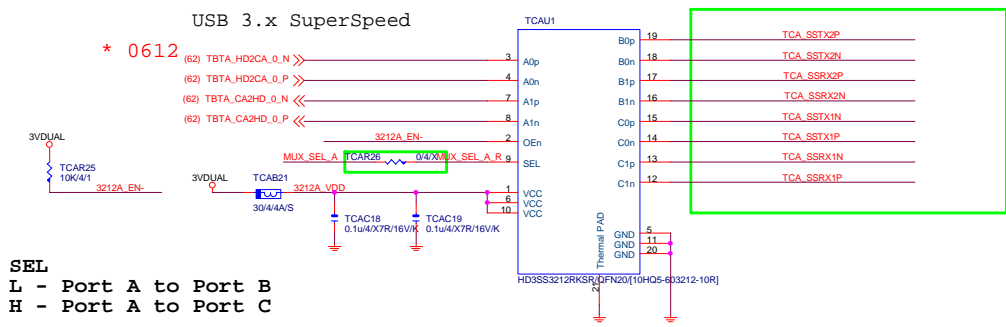 USB 3.x SuperSpeed
TCAU1
* 0612
(62) TBTA_HD2CA_0_N
3
A0p
B0p
19
TCA_SSTX2P
(62) TBTA_HD2CA_0_P
4
A0n
B0n
18
TCA_SSTX2N
(62) TBTA_CA2HD_0_N
7
A1p
B1p
17
TCA_SSRX2P
(62) TBTA_CA2HD_0_P
8
A1n
B1n
16
TCA_SSRX2N
C0p
15
TCA_SSTX1N
3212A_EN-
2
OEn
C0n
14
TCA_SSTX1P
MUX_SEL_A
TCAR26
0/4/X
MUX_SEL_A_R
9
SEL
C1p
13
TCA_SSRX1N
C1n
12
TCA_SSRX1P
3VDUAL
TCAR25
10K/4/1
3212A_EN-
3VDUAL
TCAB21
30/4/4A/S
3212A_VDD
1
VCC
6
VCC
10
VCC
TCAC18
0.1u/4/X7R/16V/K
TCAC19
0.1u/4/X7R/16V/K
Thermal PAD
21
GND
5
GND
11
GND
20
HD3SS3212RKSR/QFN20/[10HQ5-603212-10R]
SEL
L - Port A to Port B
H - Port A to Port C